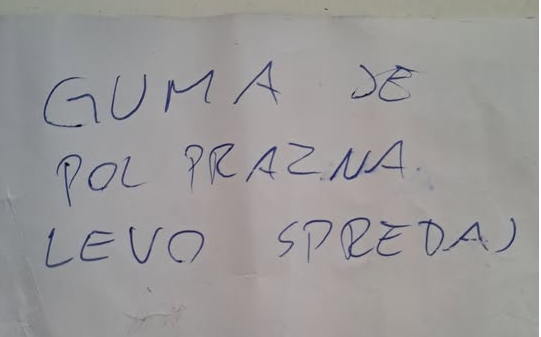 GUMA JE
POL PRAZNA.
LEVO SPREDAJ